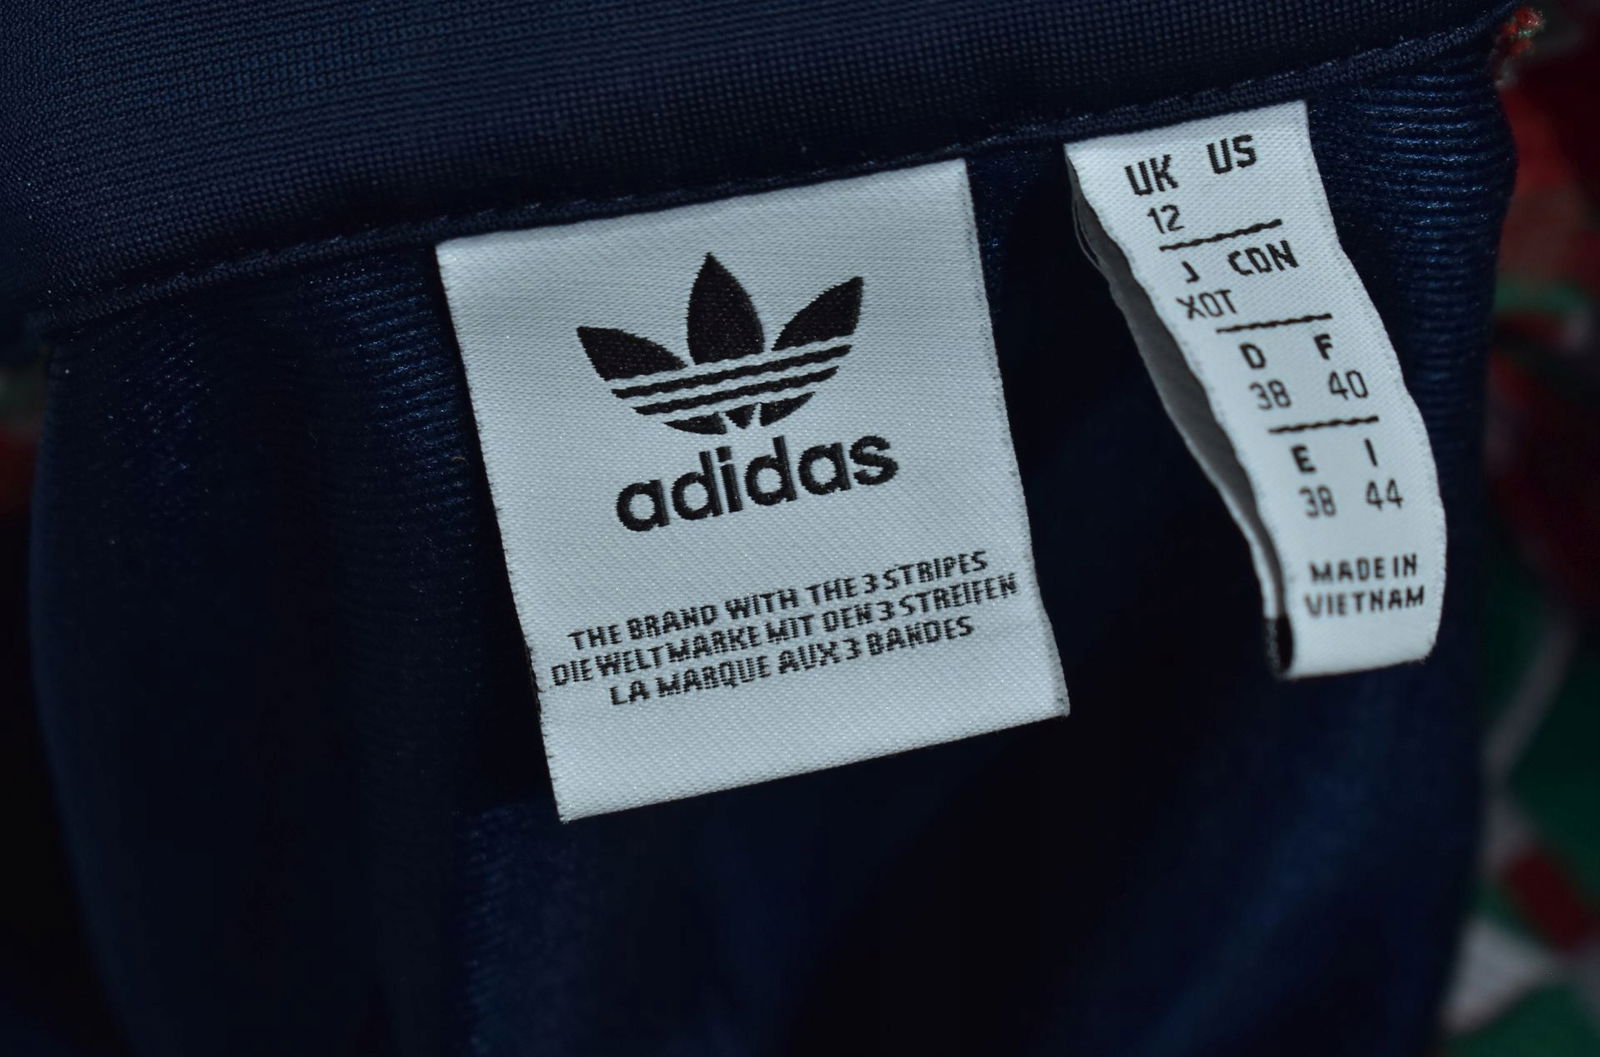 adidas
THE BRAND WITH THE 3 STRIPES
DIE WELTMARKE MIT DEN 3 STREIFEN
LA MARQUE AUX 3 BANDES
UK US
12
J CDN
XOT
D F
38 40
E I
38 44
MADE IN
VIETNAM